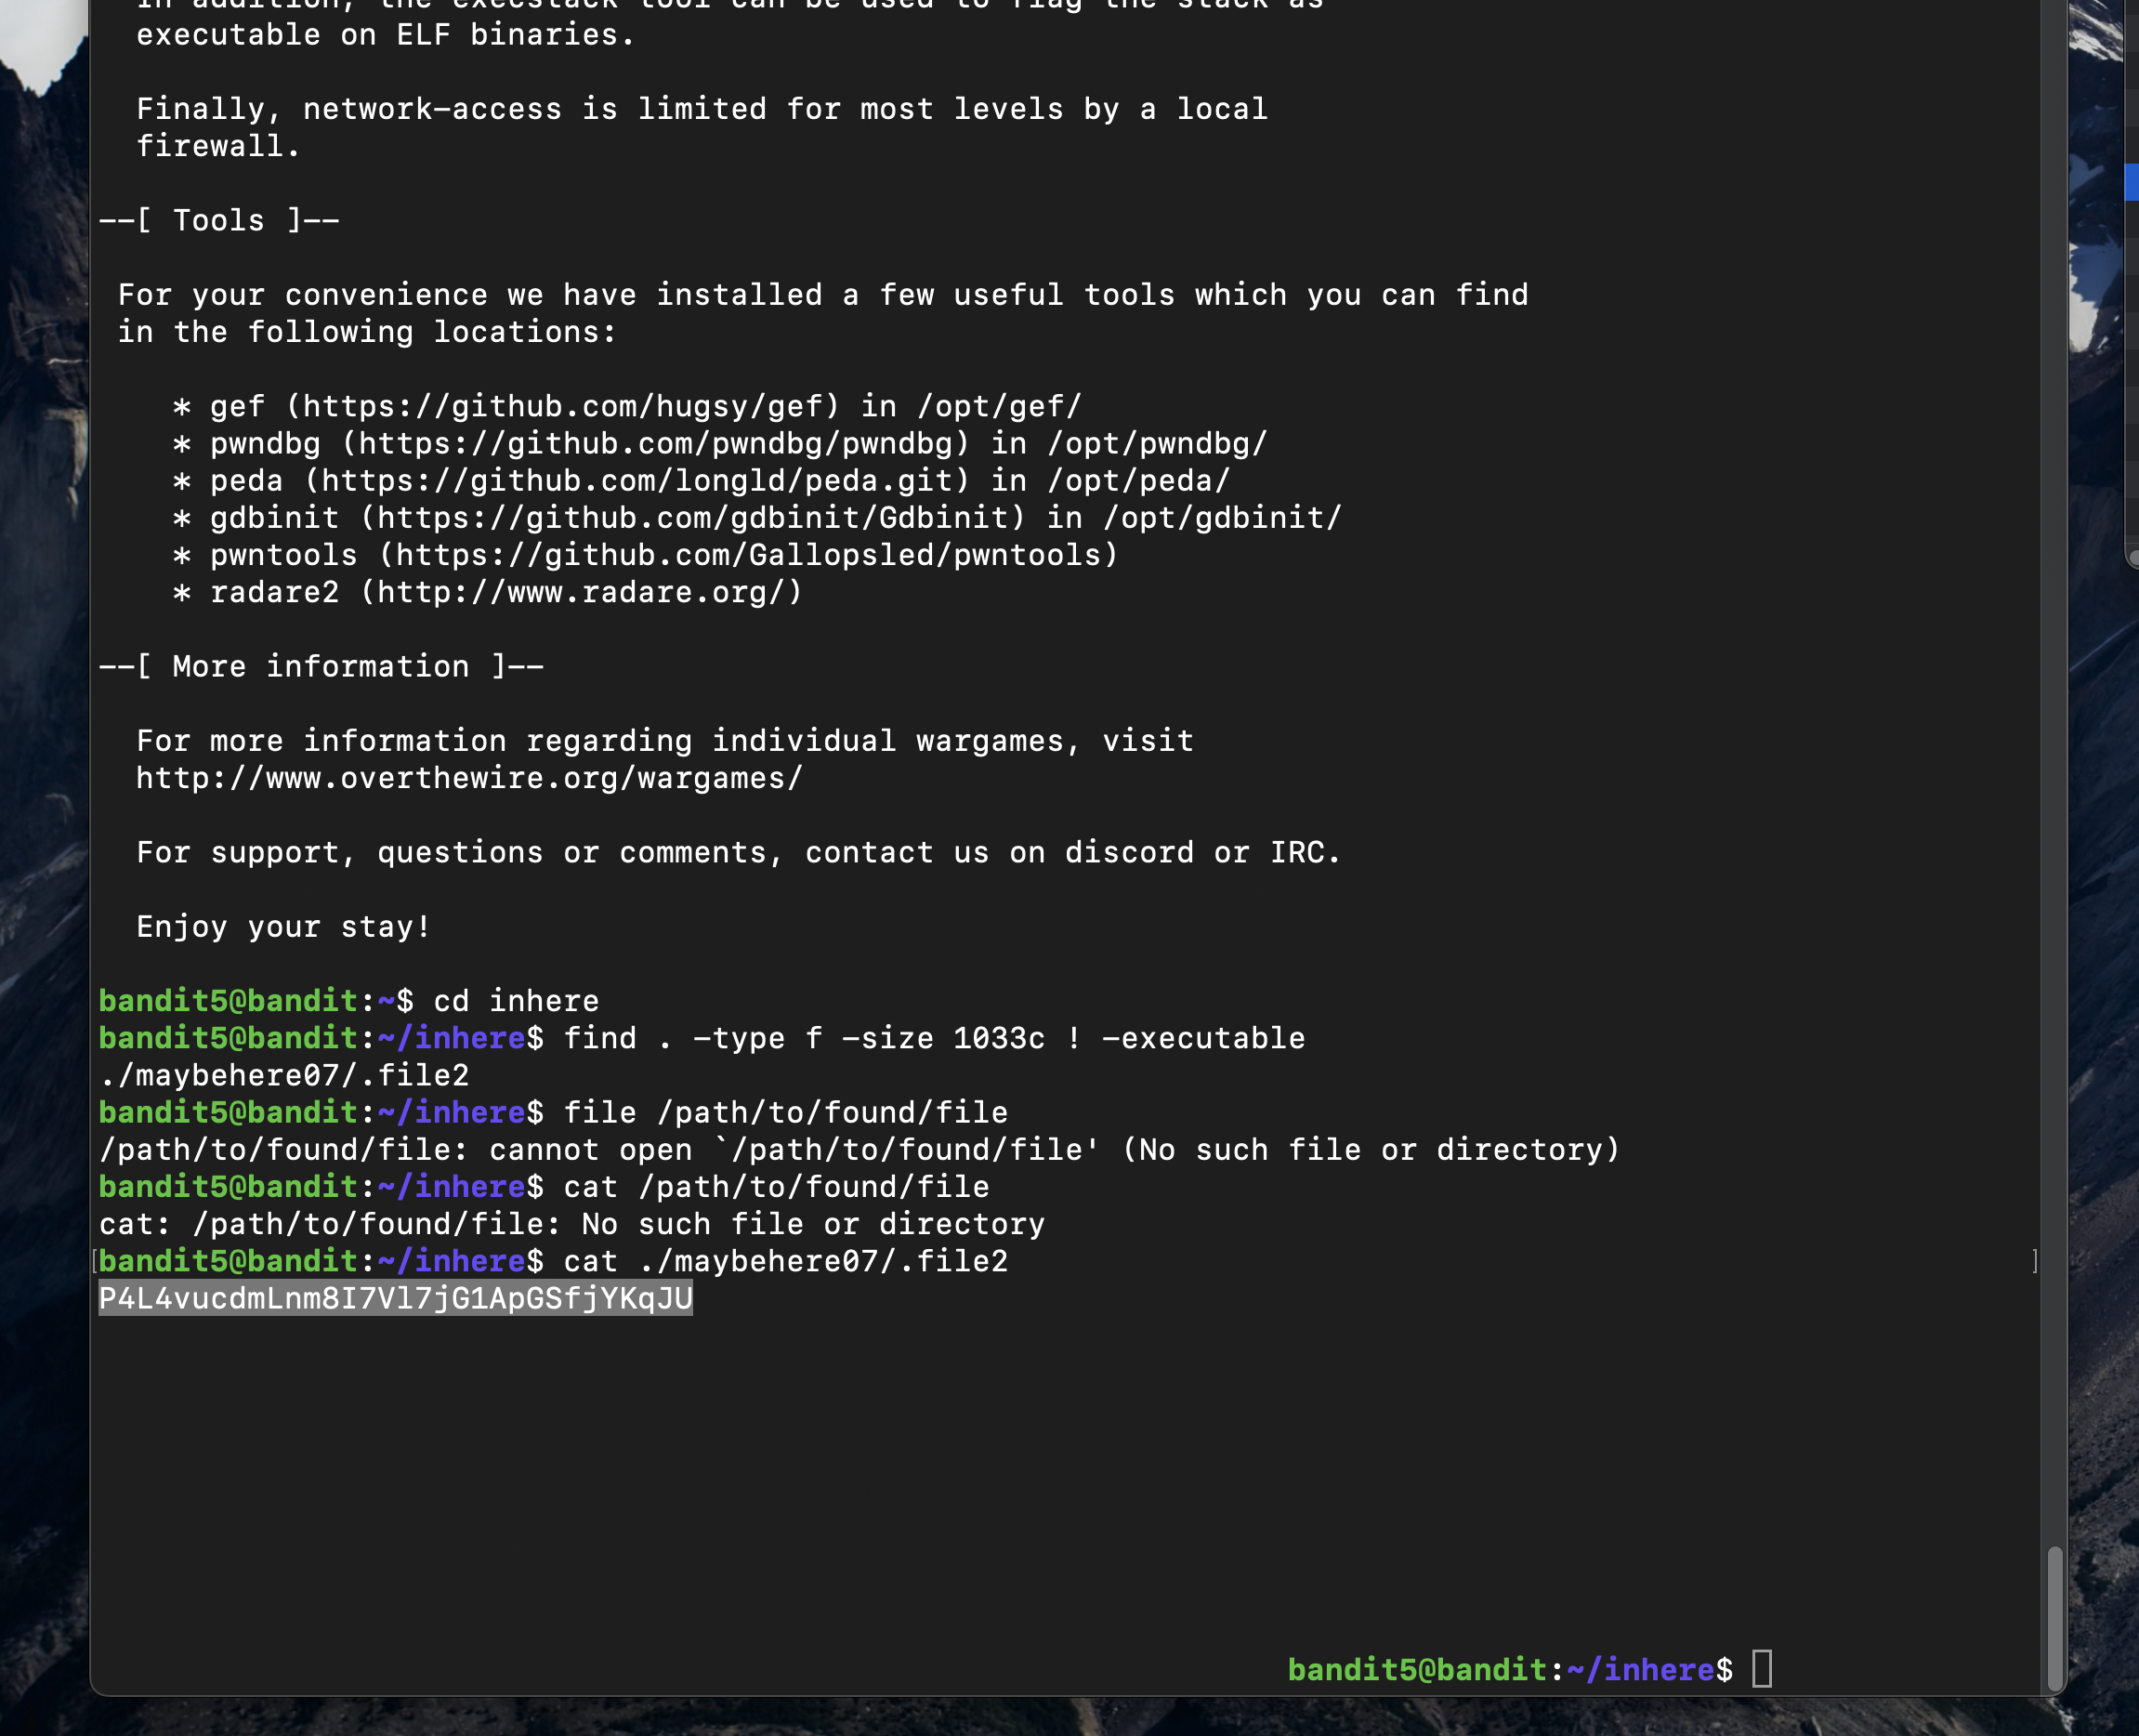 In addition, the execstack tool can be used to flag the stack as
executable on ELF binaries.
Finally, network-access is limited for most levels by a local
firewall.
--[ Tools ]--
For your convenience we have installed a few useful tools which you can find
in the following locations:
* gef (https://github.com/hugsy/gef) in /opt/gef/
* pwndbg (https://github.com/pwndbg/pwndbg) in /opt/pwndbg/
* peda (https://github.com/longld/peda.git) in /opt/peda/
* gdbinit (https://github.com/gdbinit/Gdbinit) in /opt/gdbinit/
* pwntools (https://github.com/Gallopsled/pwntools)
* radare2 (http://www.radare.org/)
--[ More information ]--
For more information regarding individual wargames, visit
http://www.overthewire.org/wargames/
For support, questions or comments, contact us on discord or IRC.
Enjoy your stay!
bandit5@bandit:~$ cd inhere
bandit5@bandit:~/inhere$ find . -type f -size 1033c ! -executable
./maybehere07/.file2
bandit5@bandit:~/inhere$ file /path/to/found/file
/path/to/found/file: cannot open `/path/to/found/file' (No such file or directory)
bandit5@bandit:~/inhere$ cat /path/to/found/file
cat: /path/to/found/file: No such file or directory
[bandit5@bandit:~/inhere$ cat ./maybehere07/.file2 ]
P4L4vucdmLnm8I7Vl7jG1ApGSfjYKqJU
bandit5@bandit:~/inhere$